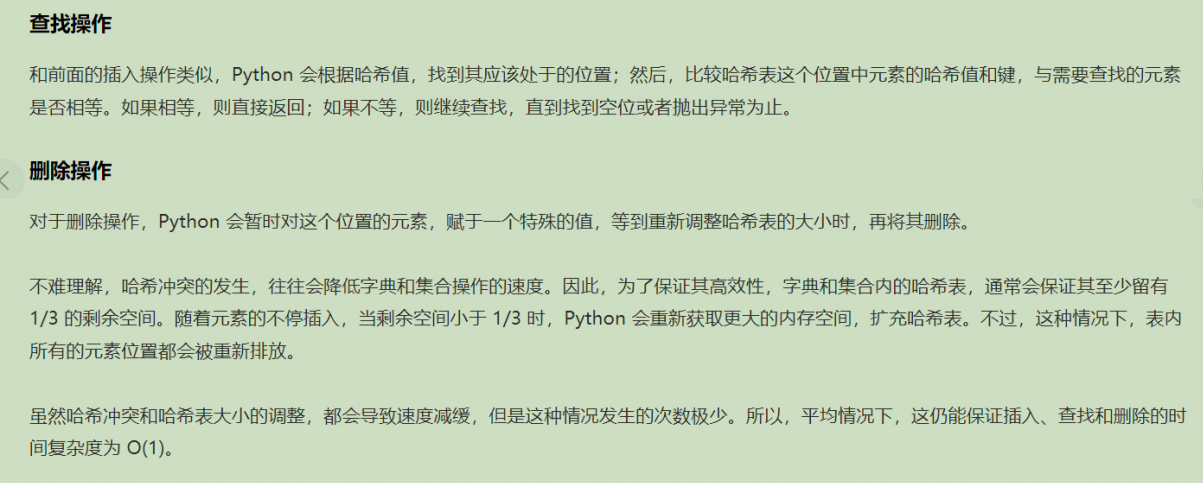 查找操作
和前面的插入操作类似，Python 会根据哈希值，找到其应该处于的位置；然后，比较哈希表这个位置中元素的哈希值和键，与需要查找的元素
是否相等。如果相等，则直接返回；如果不等，则继续查找，直到找到空位或者抛出异常为止。
删除操作
对于删除操作，Python 会暂时对这个位置的元素，赋于一个特殊的值，等到重新调整哈希表的大小时，再将其删除。
不难理解，哈希冲突的发生，往往会降低字典和集合操作的速度。因此，为了保证其高效性，字典和集合内的哈希表，通常会保证其至少留有
1/3 的剩余空间。随着元素的不停插入，当剩余空间小于 1/3 时，Python 会重新获取更大的内存空间，扩充哈希表。不过，这种情况下，表内
所有的元素位置都会被重新排放。
虽然哈希冲突和哈希表大小的调整，都会导致速度减缓，但是这种情况发生的次数极少。所以，平均情况下，这仍能保证插入、查找和删除的时
间复杂度为 O(1)。